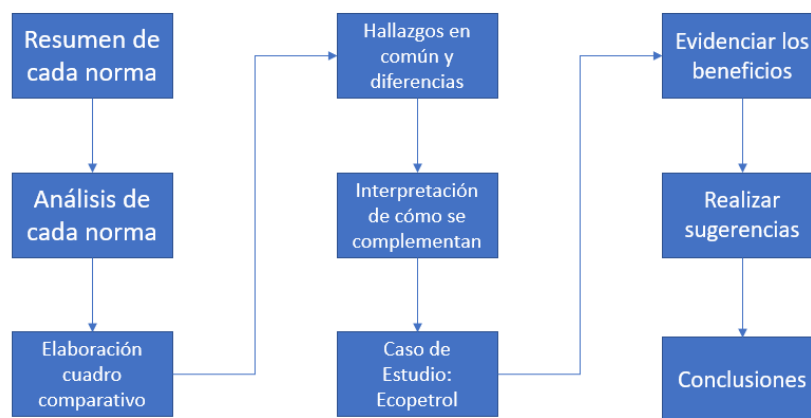 Resumen de
cada norma
Análisis de
cada norma
Elaboración
cuadro
comparativo
Hallazgos en
común y
diferencias
Interpretación
de cómo se
complementan
Caso de
Estudio:
Ecopetrol
Evidenciar los
beneficios
Realizar
sugerencias
Conclusiones